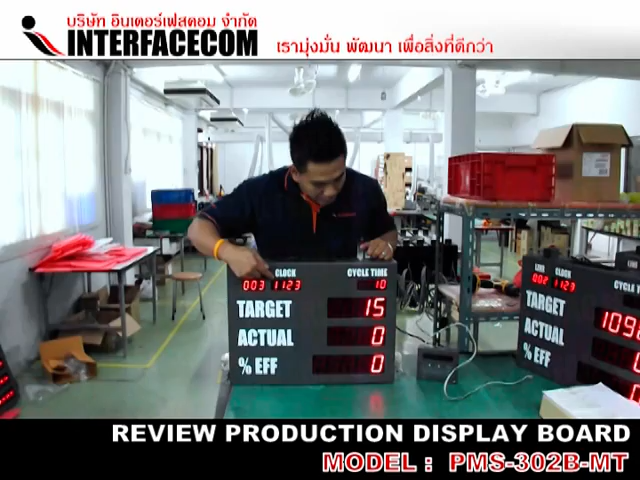 บริษัท อินเตอร์เฟสคอม จำกัด
INTERFACECOM
เรามุ่งมั่น พัฒนา เพื่อสิ่งที่ดีกว่า
CLOCK CYCLE TIME
003 1123 10
TARGET 15
ACTUAL 0
% EFF 0
LINE CLOCK
002 1123
TARGET
ACTUAL
% EFF
REVIEW PRODUCTION DISPLAY BOARD
MODEL : PMS-302B-MT